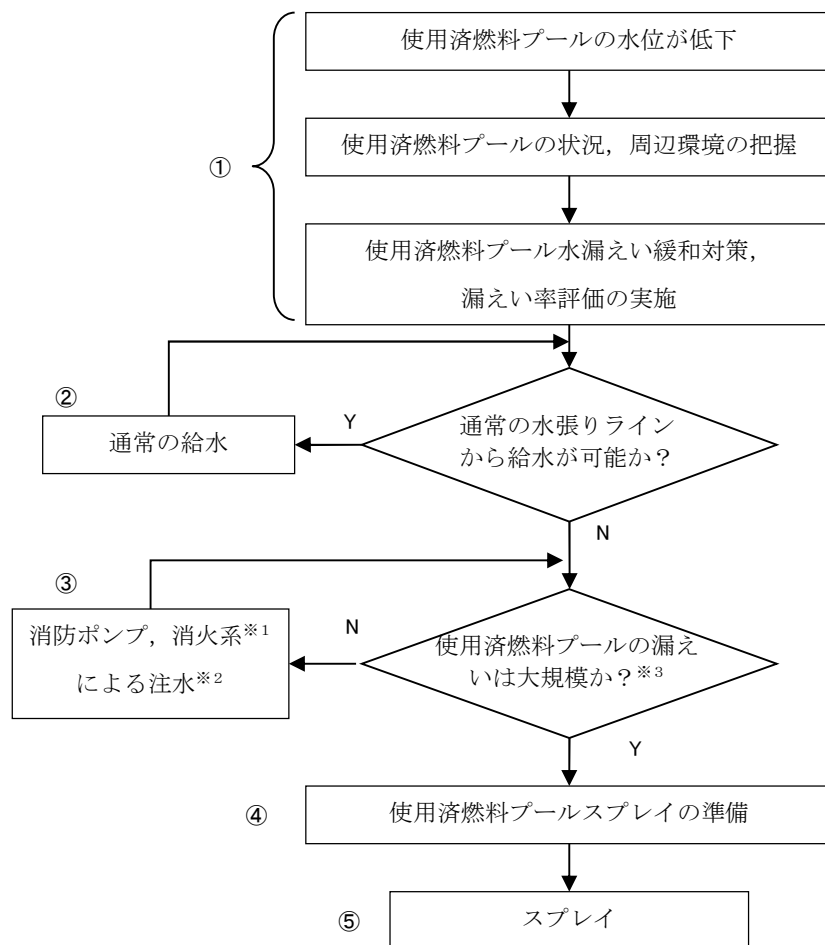 使用済燃料プールの水位が低下
使用済燃料プールの状況，周辺環境の把握
①
使用済燃料プール水漏えい緩和対策，
漏えい率評価の実施
②
通常の給水
Y
通常の水張りライン
から給水が可能か？
N
③
消防ポンプ，消火系※1
による注水※2
N
使用済燃料プールの漏え
いは大規模か？※3
Y
④
使用済燃料プールスプレイの準備
⑤
スプレイ